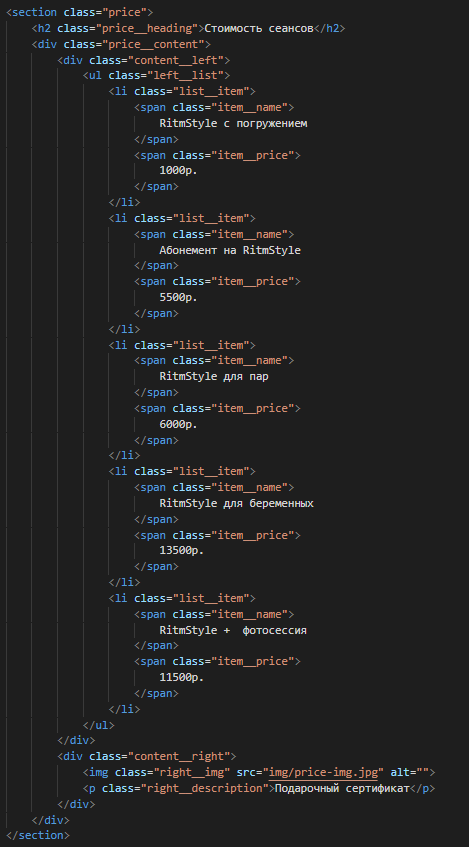 <section class="price">
<h2 class="price__heading">Стоимость сеансов</h2>
<div class="price__content">
<div class="content__left">
<ul class="left__list">
<li class="list__item">
<span class="item__name">
RitmStyle с погружением
</span>
<span class="item__price">
1000р.
</span>
</li>
<li class="list__item">
<span class="item__name">
Абонемент на RitmStyle
</span>
<span class="item__price">
5500р.
</span>
</li>
<li class="list__item">
<span class="item__name">
RitmStyle для пар
</span>
<span class="item__price">
6000р.
</span>
</li>
<li class="list__item">
<span class="item__name">
RitmStyle для беременных
</span>
<span class="item__price">
13500р.
</span>
</li>
<li class="list__item">
<span class="item__name">
RitmStyle +  фотосессия
</span>
<span class="item__price">
11500р.
</span>
</li>
</ul>
</div>
<div class="content__right">
<img class="right__img" src="img/price-img.jpg" alt="">
<p class="right__description">Подарочный сертификат</p>
</div>
</div>
</section>